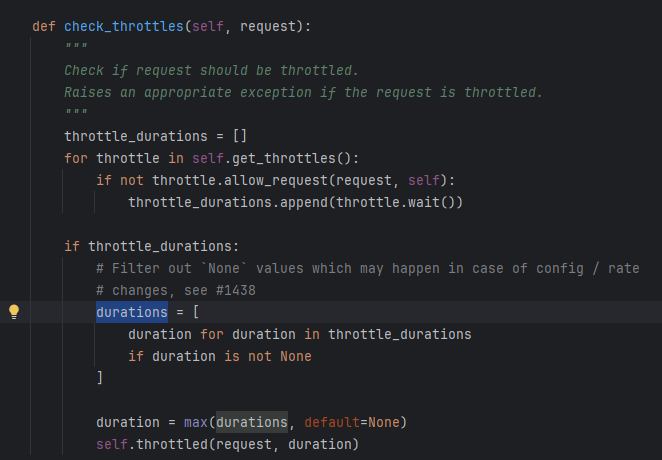 def check_throttles(self, request):
    """
    Check if request should be throttled.
    Raises an appropriate exception if the request is throttled.
    """
    throttle_durations = []
    for throttle in self.get_throttles():
        if not throttle.allow_request(request, self):
            throttle_durations.append(throttle.wait())

    if throttle_durations:
        # Filter out `None` values which may happen in case of config / rate
        # changes, see #1438
        durations = [
            duration for duration in throttle_durations
            if duration is not None
        ]

        duration = max(durations, default=None)
        self.throttled(request, duration)